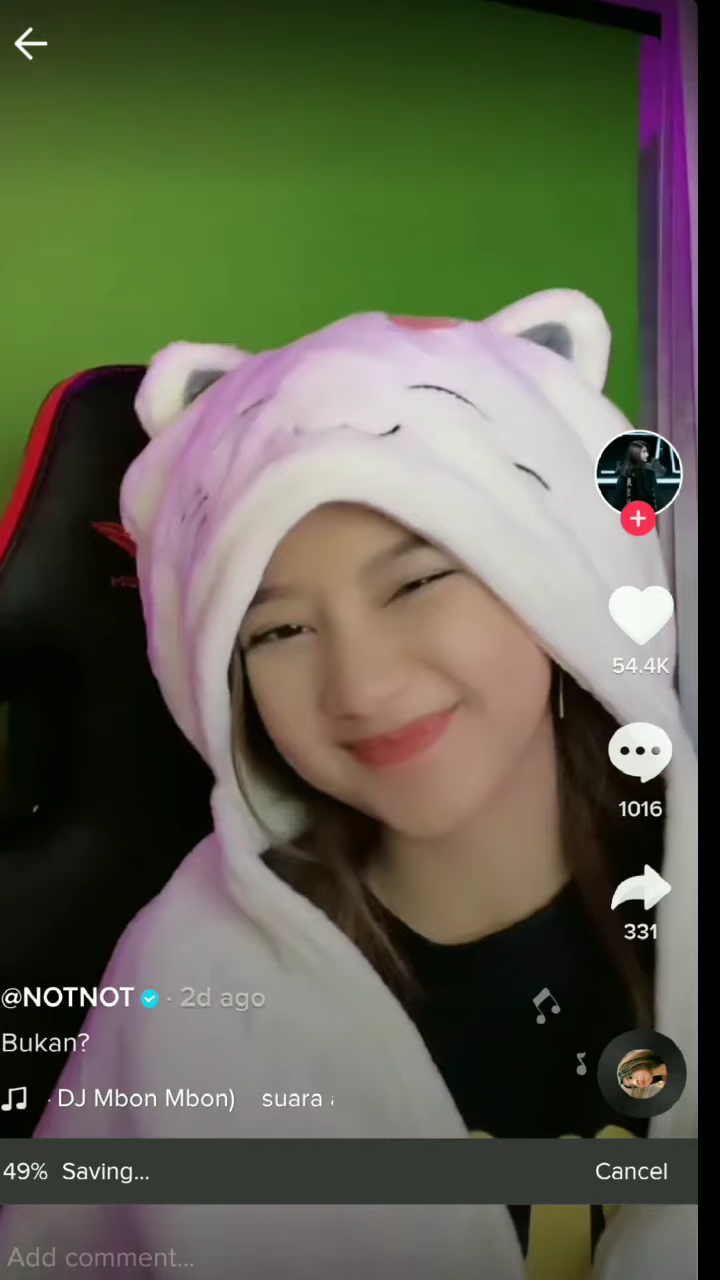 54.4K
1016
331
@NOTNOT · 2d ago
Bukan?
· DJ Mbon Mbon) suara
49% Saving...
Cancel
Add comment...